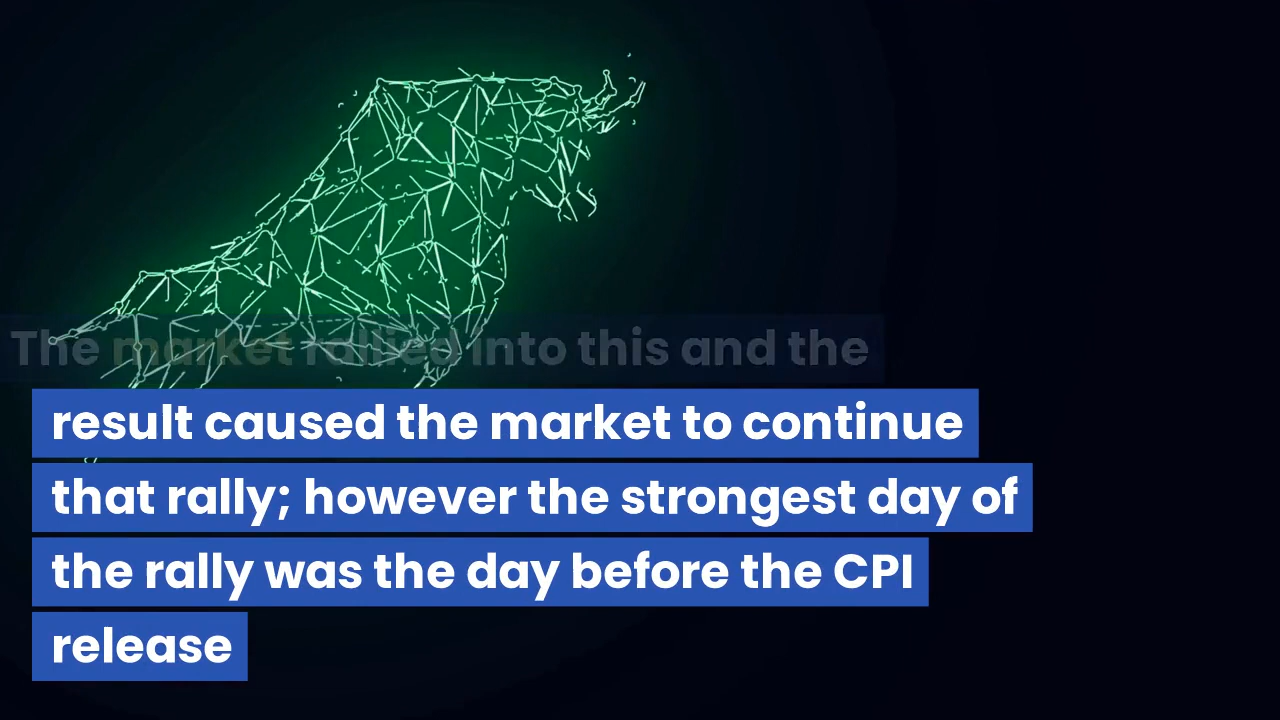 The market rallied into this and the
result caused the market to continue
that rally; however the strongest day of
the rally was the day before the CPI
release